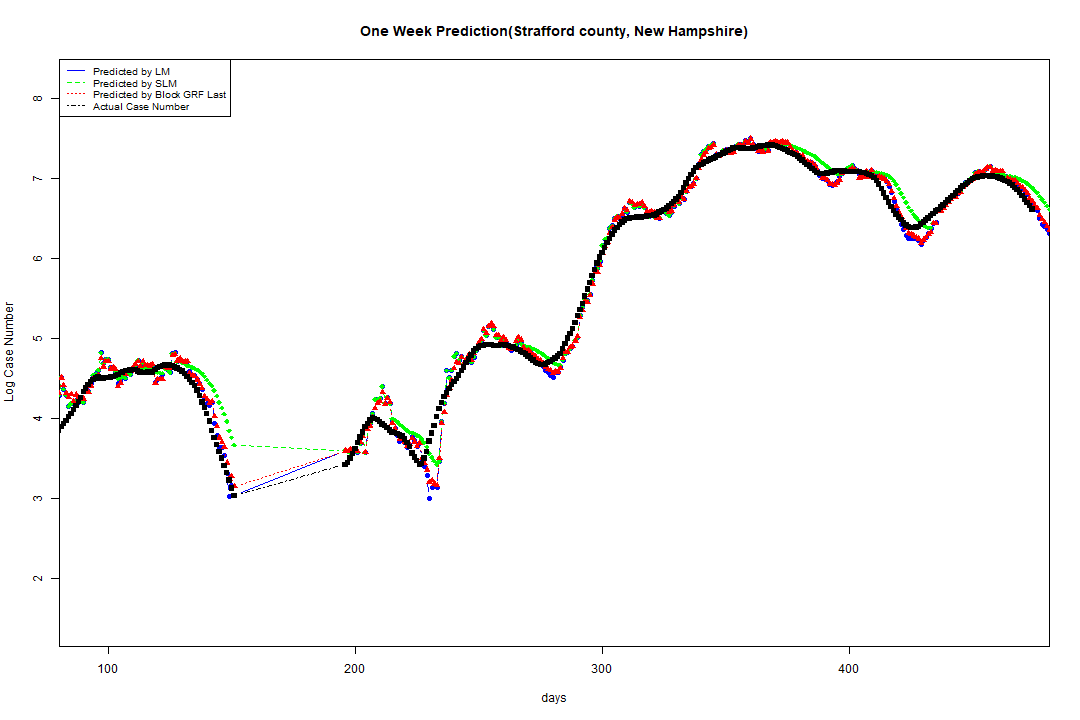 One Week Prediction(Strafford county, New Hampshire)
Predicted by LM
Predicted by SLM
Predicted by Block GRF Last
Actual Case Number
8
7
6
5
4
3
2
Log Case Number
100 200 300 400
days